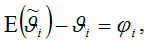 E(ϑ̃ᵢ) − ϑᵢ = φᵢ,